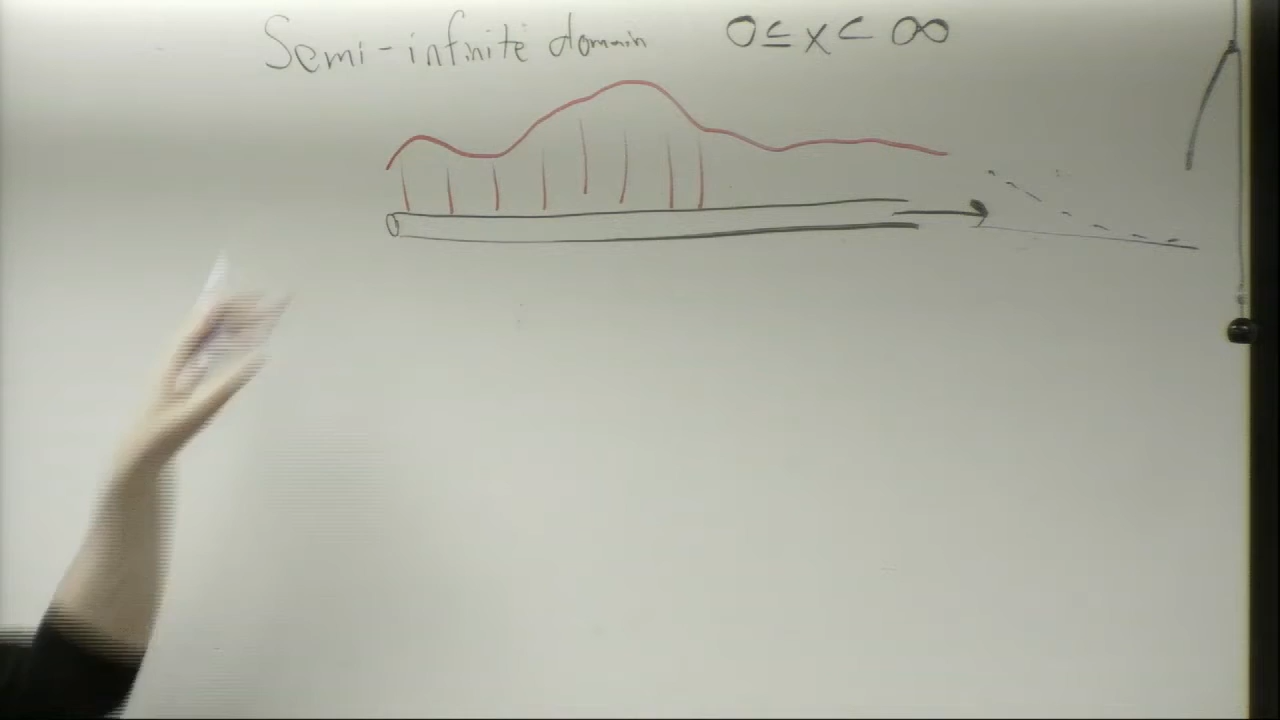 Semi-infinite domain 0 ≤ x < ∞